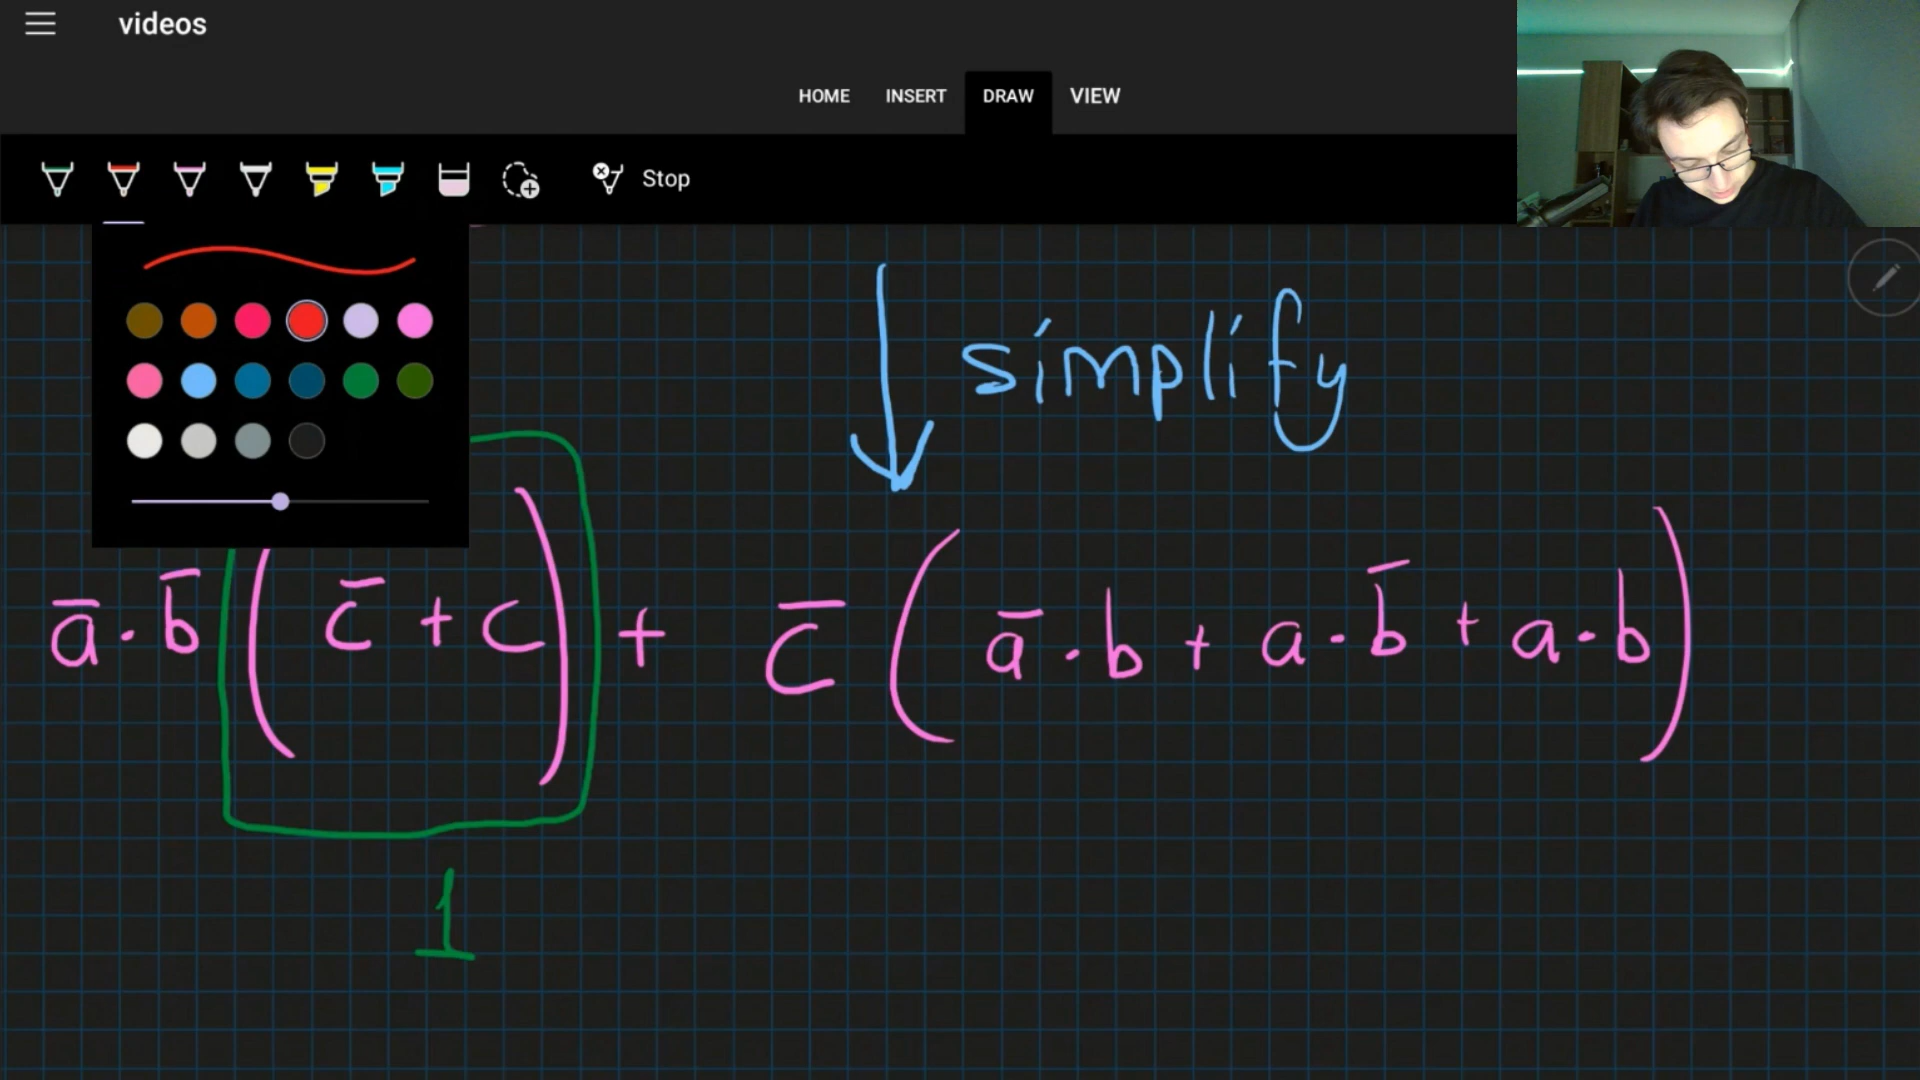 videos
HOME INSERT DRAW VIEW
Stop
simplify
a̅ · b̅ ( c̅ + c ) + c̅ ( a̅ · b + a · b̅ + a · b )
1